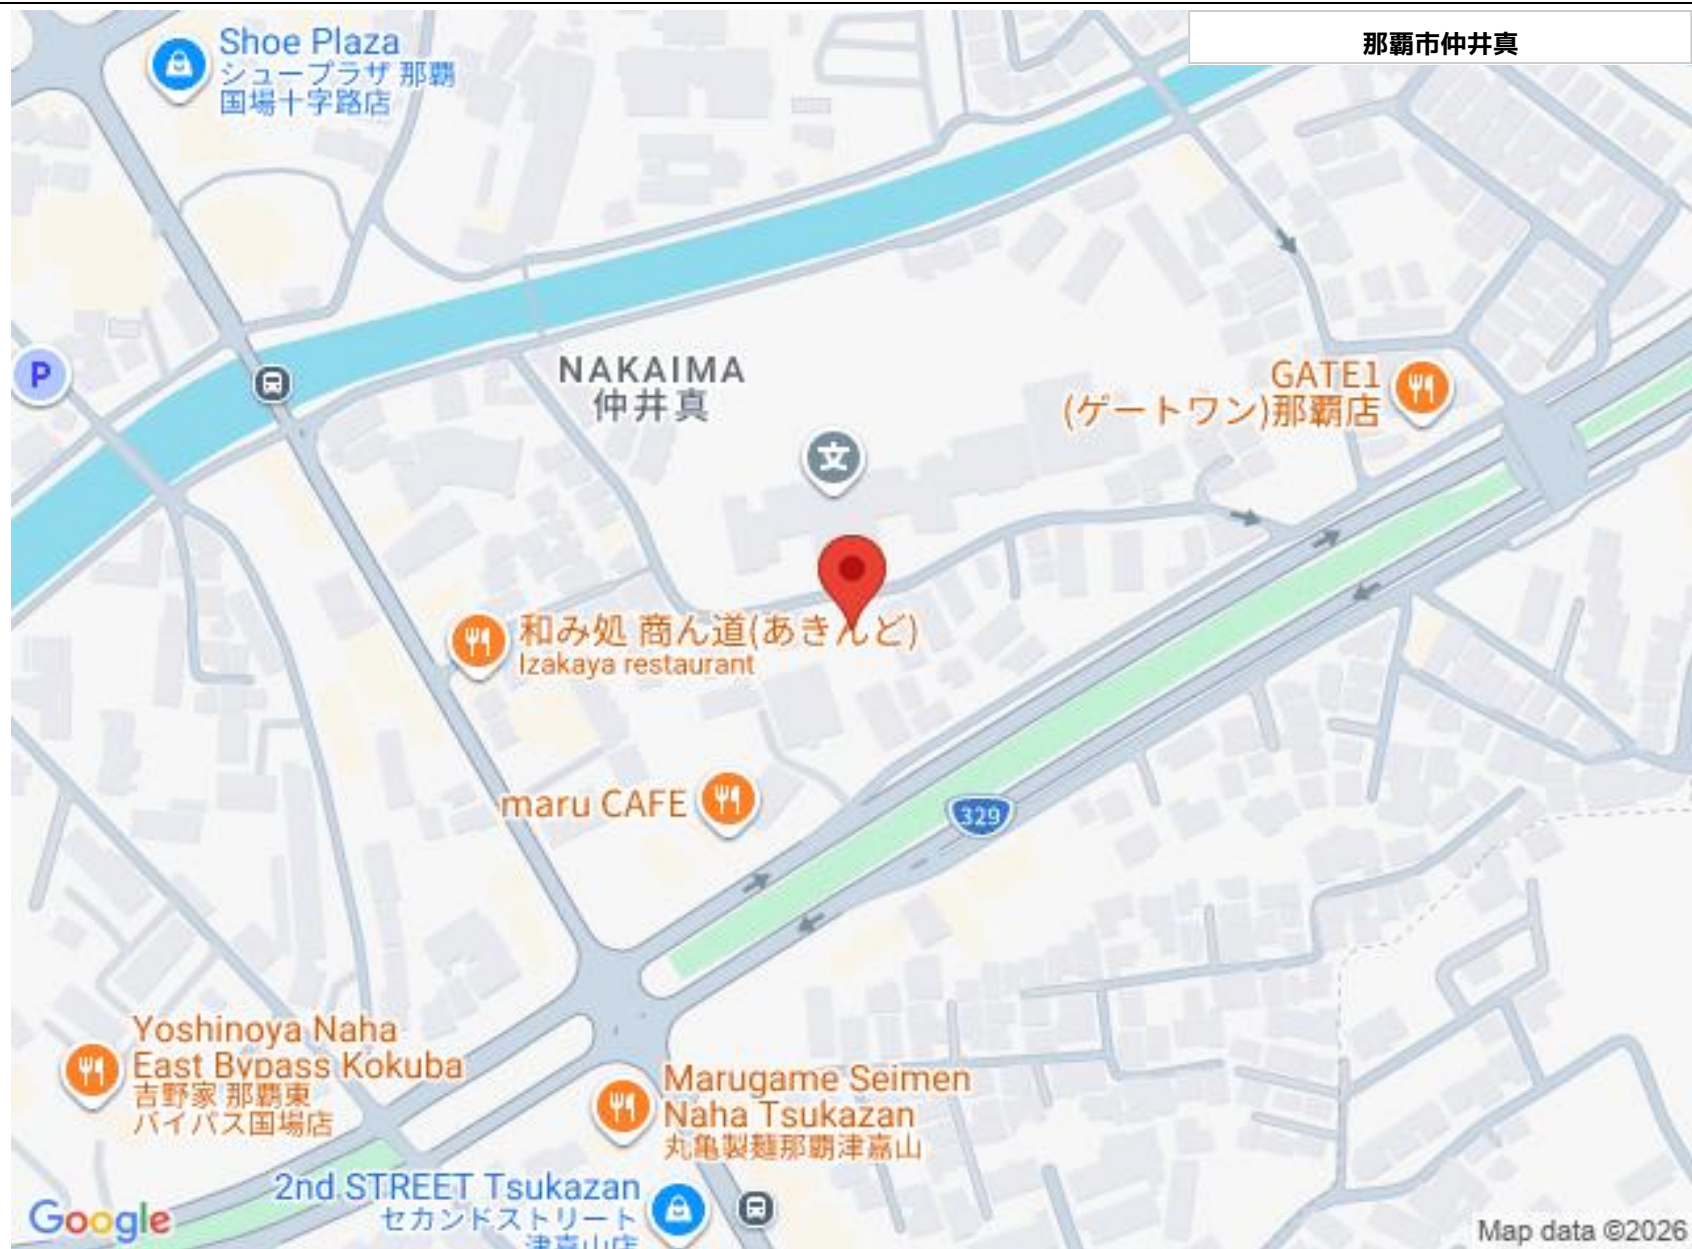 那覇市仲井真
Shoe Plaza
シュープラザ 那覇
国場十字路店
P
NAKAIMA
仲井真
文
GATE1
(ゲートワン)那覇店
和み処 商ん道(あきんど)
Izakaya restaurant
maru CAFE
329
Yoshinoya Naha
East Bypass Kokuba
吉野家 那覇東
バイパス国場店
Marugame Seimen
Naha Tsukazan
丸亀製麺那覇津嘉山
2nd STREET Tsukazan
セカンドストリート
津嘉山店
Google
Map data ©2026